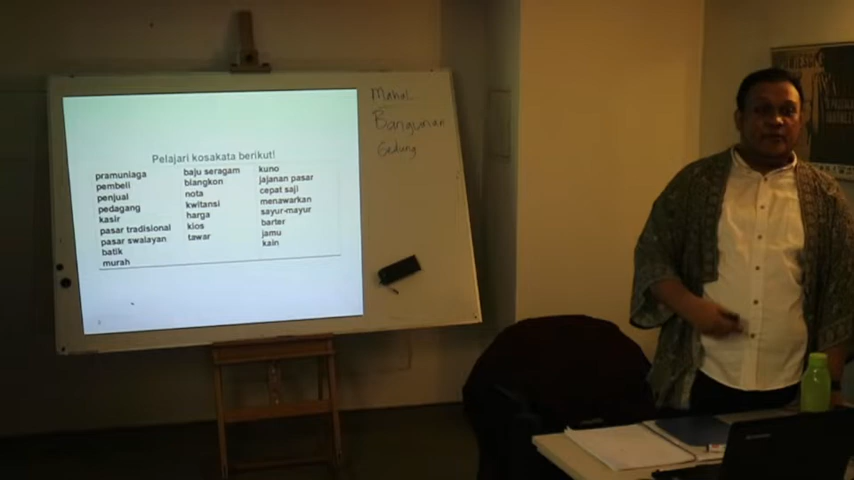 Pelajari kosakata berikut!
pramuniaga
pembeli
penjual
pedagang
kasir
pasar tradisional
pasar swalayan
batik
murah
baju seragam
blangkon
nota
kwitansi
harga
kios
tawar
kuno
jajanan pasar
cepat saji
menawarkan
sayur-mayur
barter
jamu
kain
Mahal
Bangunan
Gedung